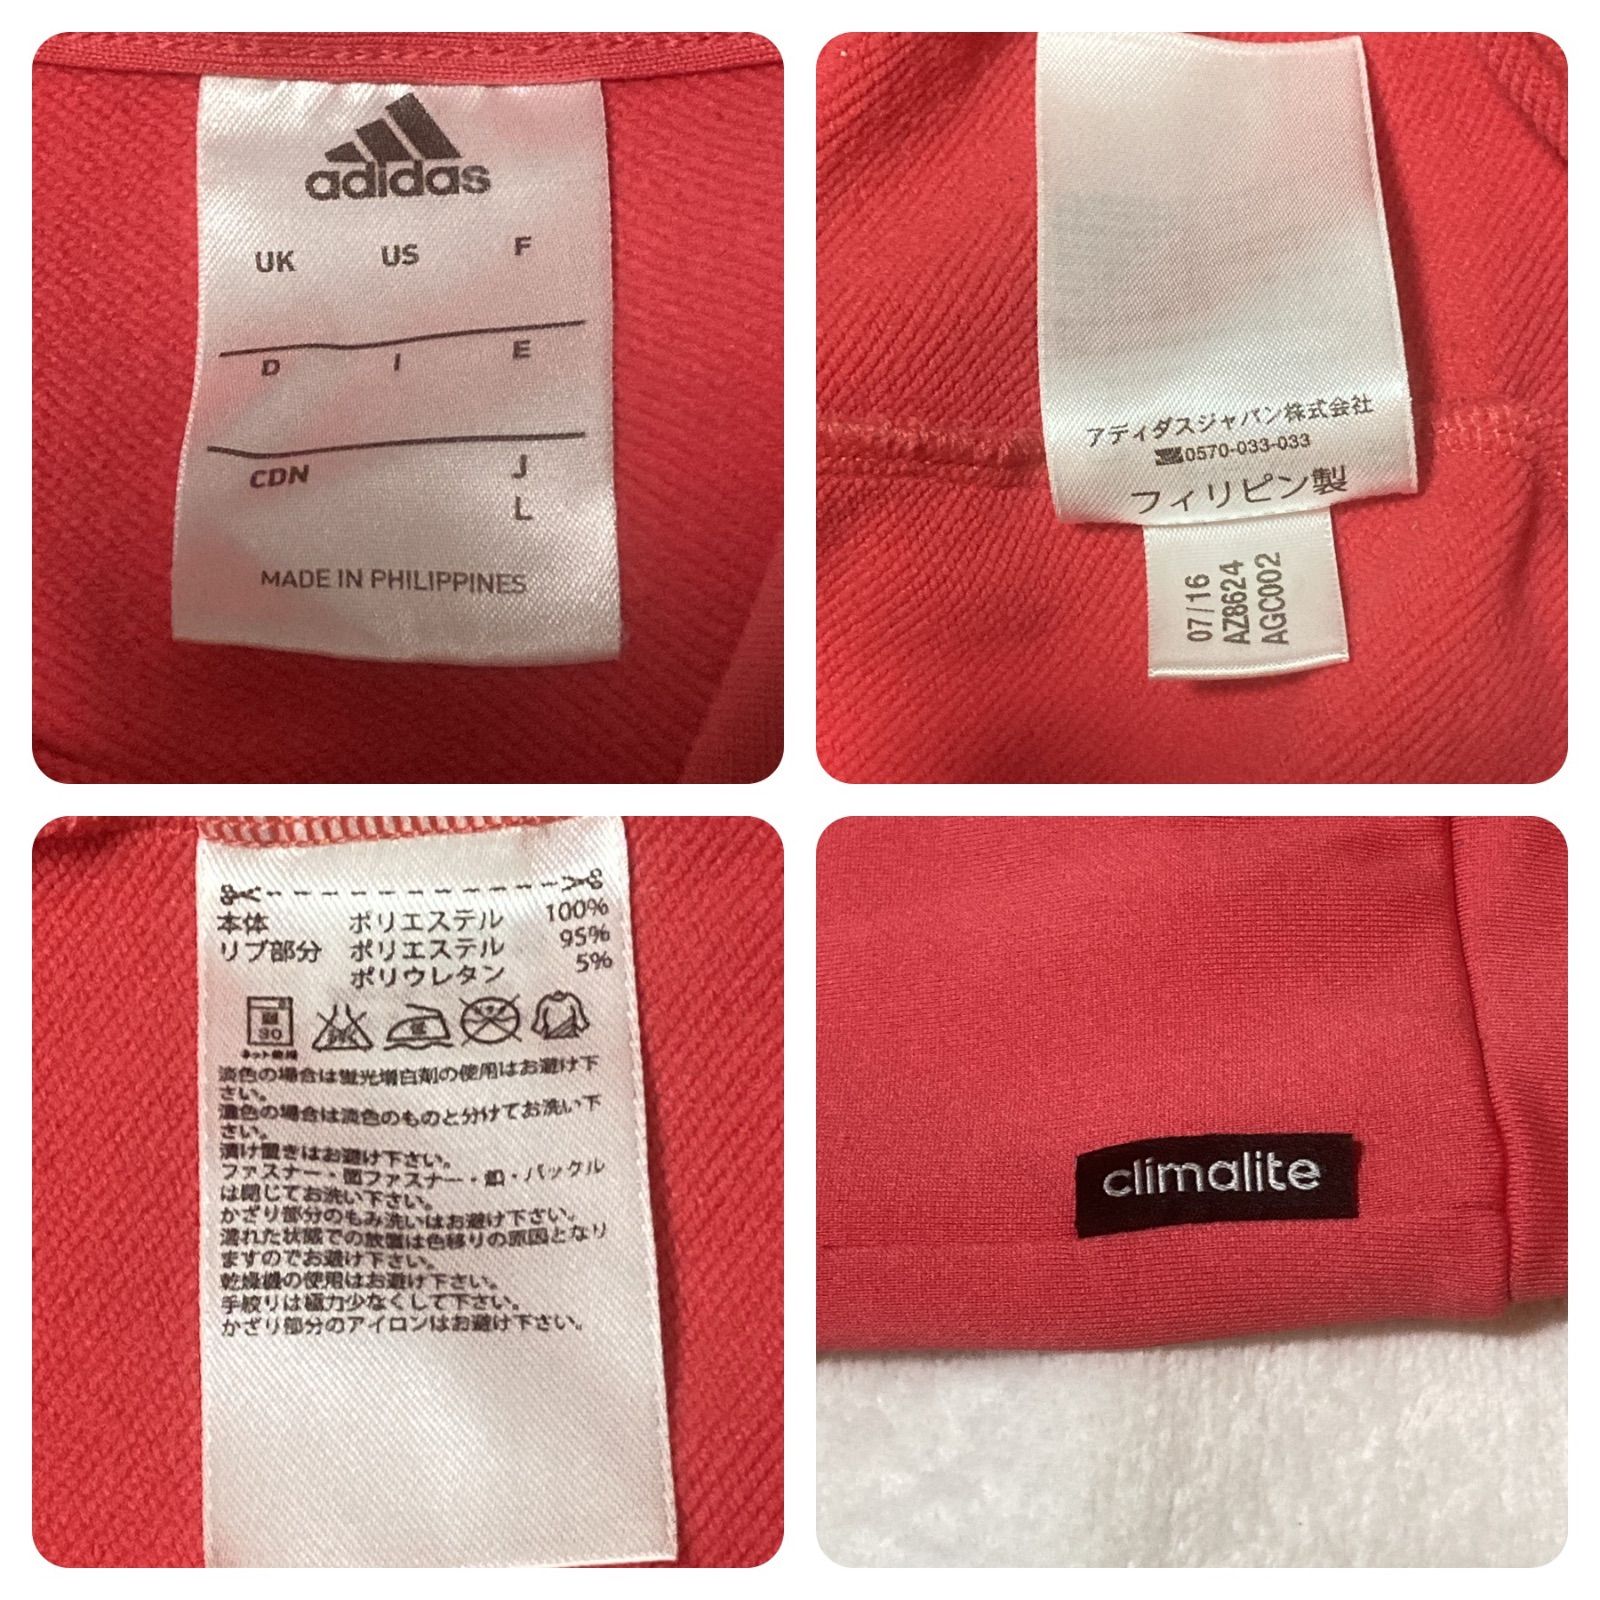 adidas
UK US F
D I E
CDN J
L
MADE IN PHILIPPINES
アディダスジャパン株式会社
0570-033-033
フィリピン製
07/16
AZ8624
AGC002
本体 ポリエステル 100%
リブ部分 ポリエステル 95%
ポリウレタン 5%
30
淡色の場合は蛍光増白剤の使用はお避け下
さい。
濃色の場合は淡色のものと分けてお洗い下
さい。
漬け置きはお避け下さい。
ファスナー・面ファスナー・釦・バックル
は閉じてお洗い下さい。
かざり部分のもみ洗いはお避け下さい。
濡れた状態での放置は色移りの原因となり
ますのでお避け下さい。
乾燥機の使用はお避け下さい。
手絞りは極力少なくして下さい。
かざり部分のアイロンはお避け下さい。
climalite